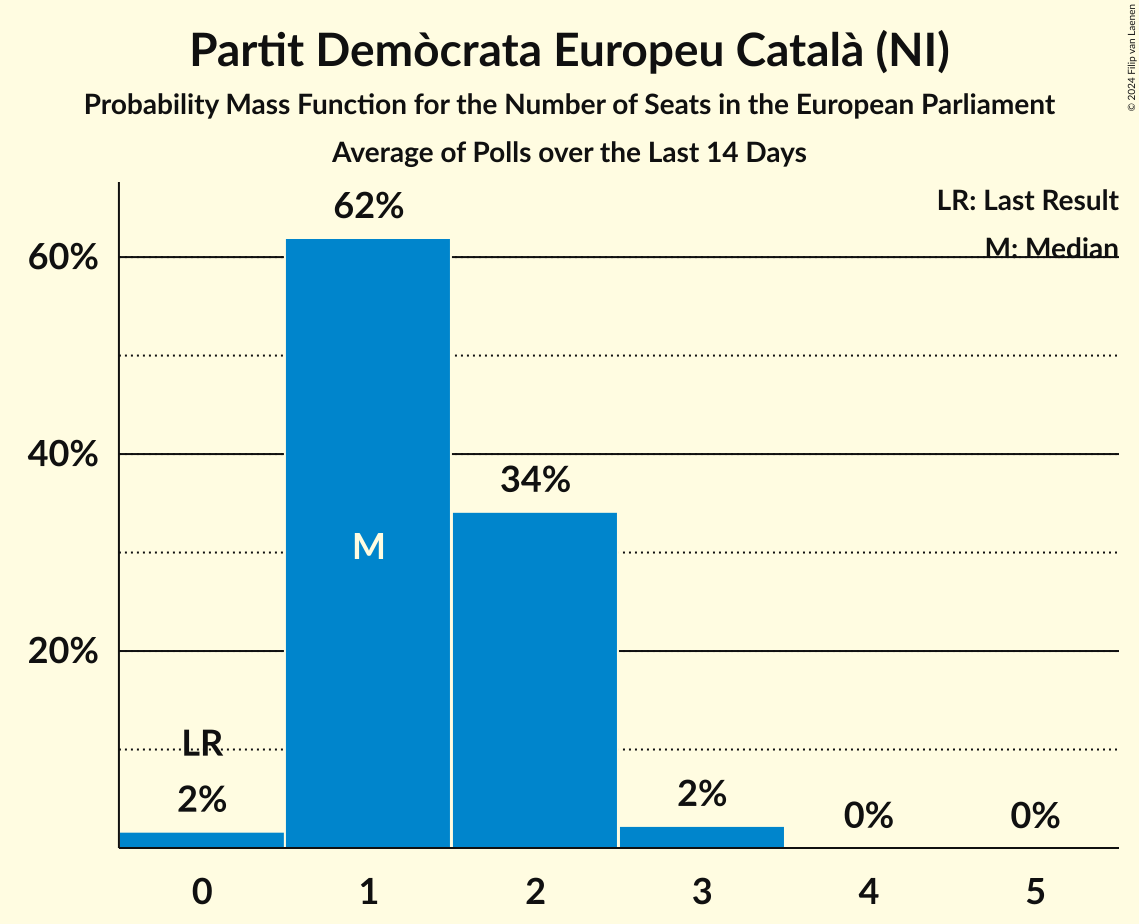 Partit Demòcrata Europeu Català (NI)
Probability Mass Function for the Number of Seats in the European Parliament
Average of Polls over the Last 14 Days
© 2024 Filip van Laenen
LR: Last Result
M: Median
62%
60%
40%
34%
M
20%
LR
2%
2%
0%
0%
0 1 2 3 4 5